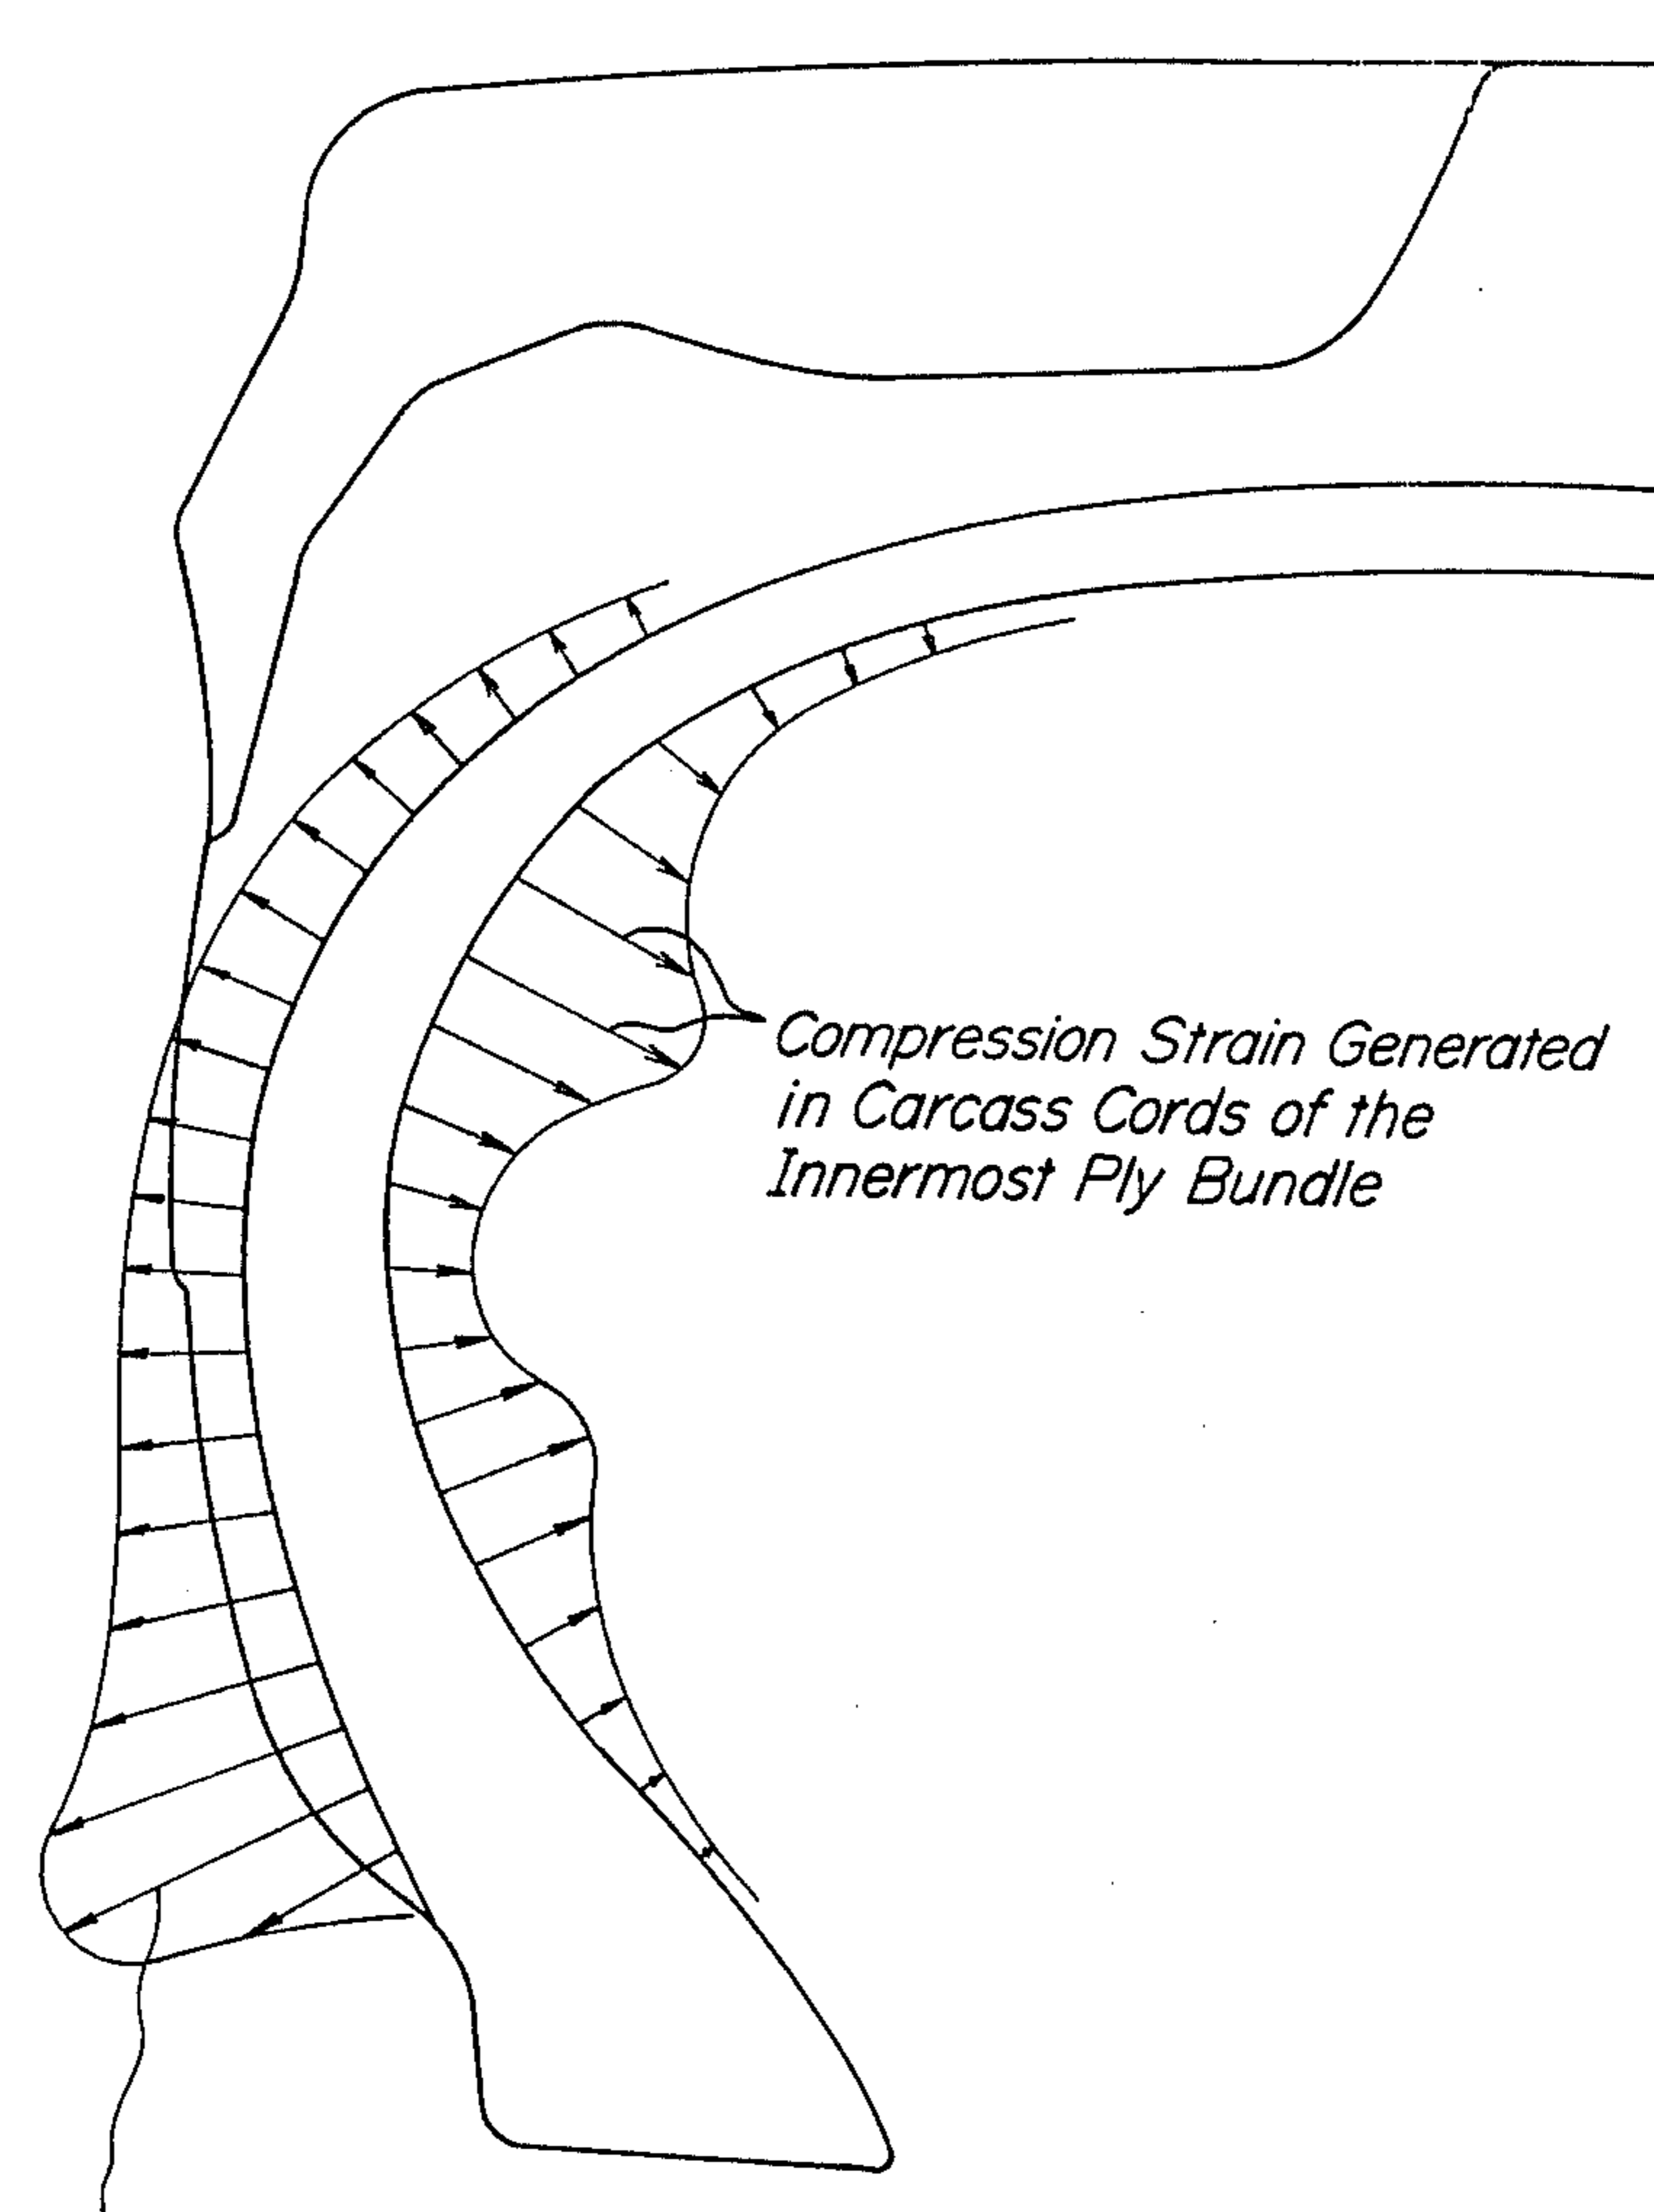 Compression Strain Generated
in Carcass Cords of the
Innermost Ply Bundle